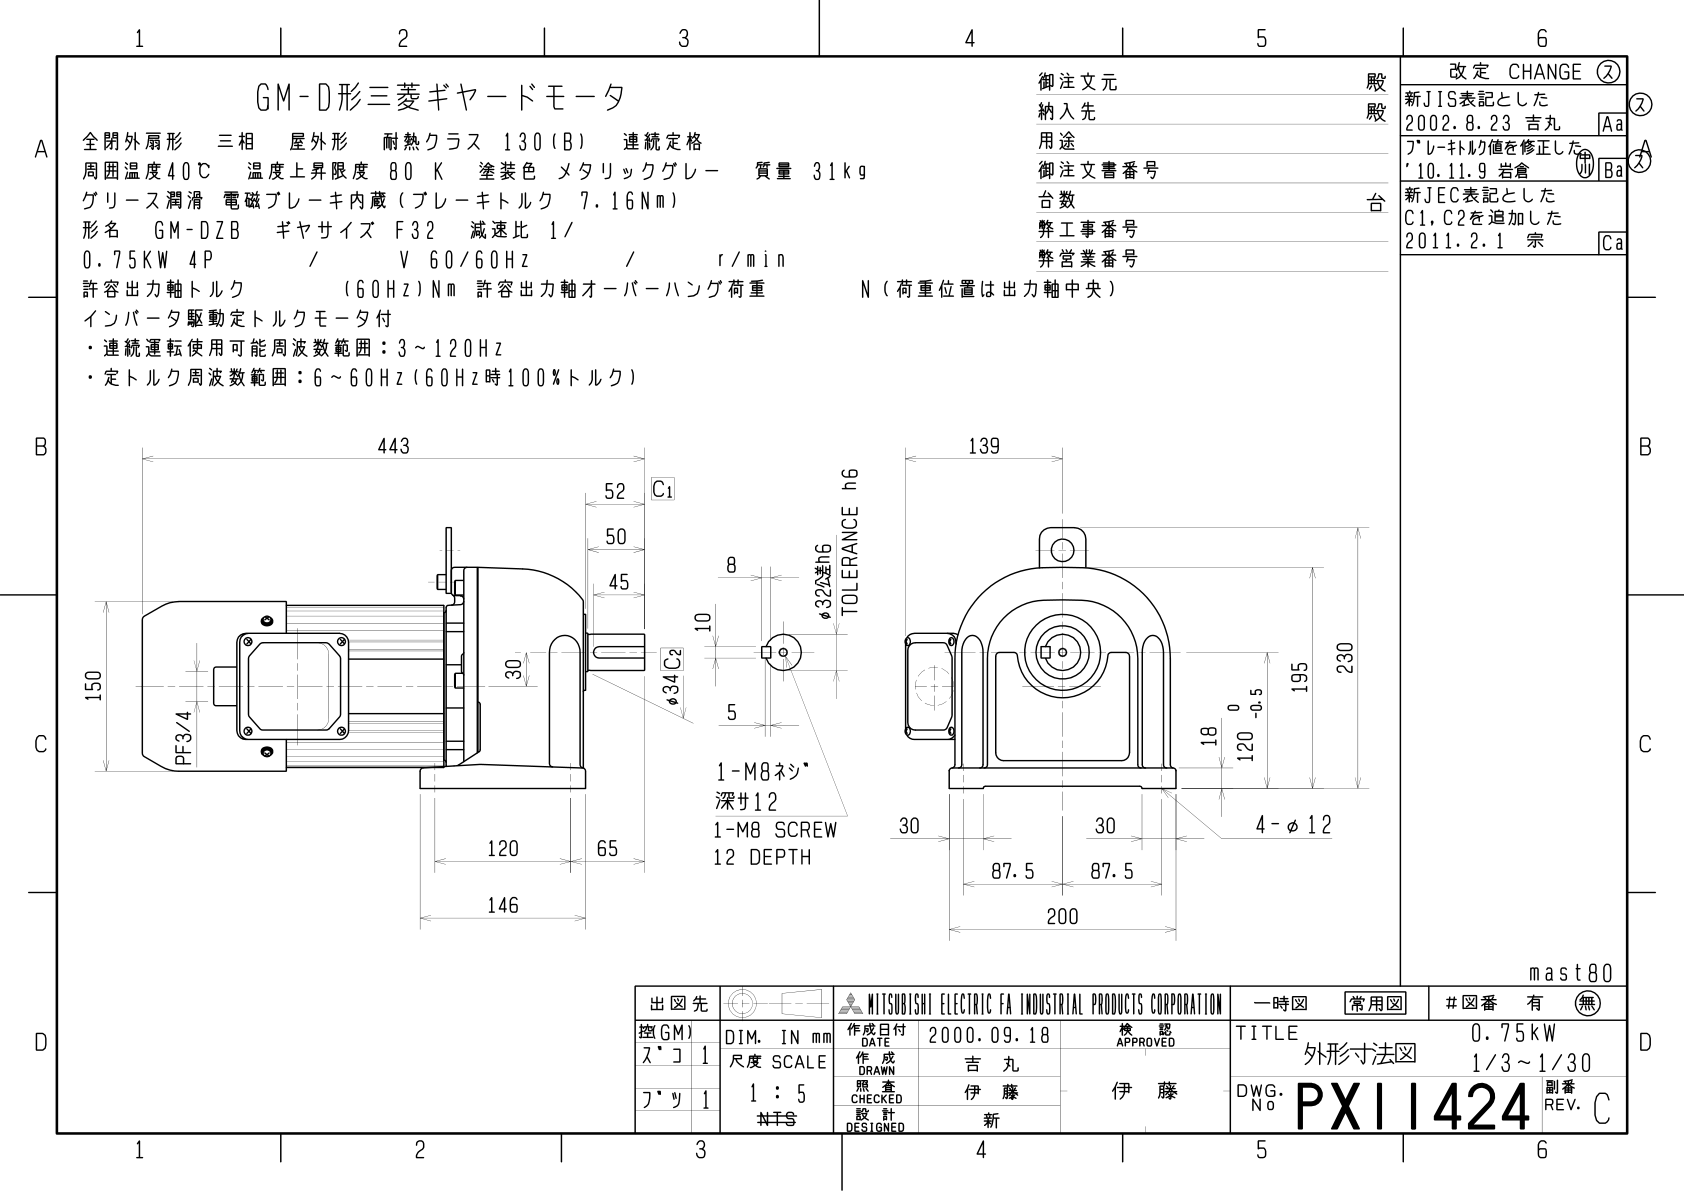 1 2 3 4 5 6
GM-D形三菱ギヤードモータ
全閉外扇形 三相 屋外形 耐熱クラス 130(B) 連続定格
周囲温度40℃ 温度上昇限度 80 K 塗装色 メタリックグレー 質量 31kg
グリース潤滑 電磁ブレーキ内蔵(ブレーキトルク 7.16Nm)
形名 GM-DZB ギヤサイズ F32 減速比 1/
0.75KW 4P / V 60/60Hz / r/min
許容出力軸トルク (60Hz)Nm 許容出力軸オーバーハング荷重 N(荷重位置は出力軸中央)
インバータ駆動定トルクモータ付
・連続運転使用可能周波数範囲:3~120Hz
・定トルク周波数範囲:6~60Hz(60Hz時100%トルク)
御注文元 殿
納入先 殿
用途
御注文書番号
台数 台
弊工事番号
弊営業番号
改定 CHANGE ス
新JIS表記とした
2002.8.23 吉丸 Aa
ス
ブレーキトルク値を修正した
'10.11.9 岩倉 Ba
ス
新JEC表記とした
C1,C2を追加した
2011.2.1 宗 Ca
A A
B B
C C
D D
443
52 C1
50
45
30
φ34 C2
150
PF3/4
120 65
146
8
10
5
φ32公差h6
TOLERANCE h6
1-M8ネジ
深サ12
1-M8 SCREW
12 DEPTH
139
230
195
120 0 -0.5
18
30 30
4-φ12
87.5 87.5
200
mast80
出図先
控(GM)
ズコ 1
ブツ 1
DIM. IN mm
尺度 SCALE
1 : 5
NTS
MITSUBISHI ELECTRIC FA INDUSTRIAL PRODUCTS CORPORATION
作成日付 DATE 2000.09.18
作成 DRAWN 吉丸
照査 CHECKED 伊藤
設計 DESIGNED 新
検認 APPROVED
伊藤
一時図 常用図 #図番 有 無
TITLE 0.75kW
外形寸法図 1/3~1/30
DWG. No PX11424 副番 REV. C
1 2 3 4 5 6